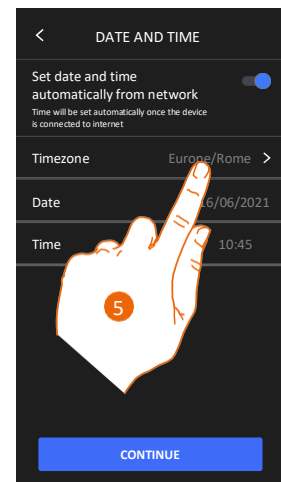 DATE AND TIME
Set date and time
automatically from network
Time will be set automatically once the device
is connected to internet
Timezone Europe/Rome
Date 16/06/2021
Time 10:45
5
CONTINUE